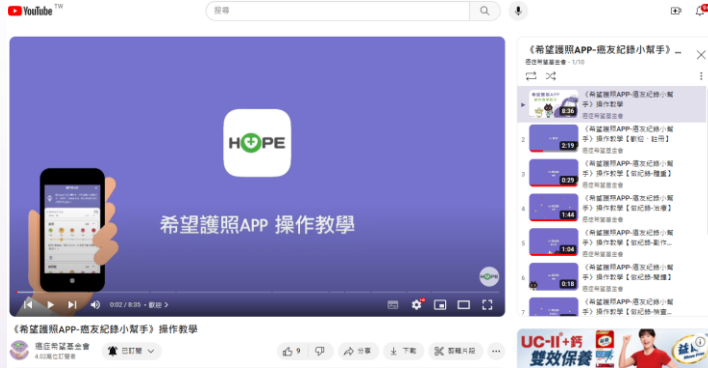 YouTube TW
搜尋
9+
HOPE
希望護照APP 操作教學
HOPE
0:02 / 8:35 • 歡迎 >
《希望護照APP-癌友紀錄小幫手》操作教學
癌症希望基金會
4.02萬位訂閱者
已訂閱
9
分享
下載
剪輯片段
《希望護照APP-癌友紀錄小幫手》 ...
癌症希望基金會 - 1/10
8:36
《希望護照APP-癌友紀錄小幫
手》操作教學
癌症希望基金會
2
2:19
《希望護照APP-癌友紀錄小幫
手》操作教學【歡迎、註冊】
癌症希望基金會
3
0:29
《希望護照APP-癌友紀錄小幫
手》操作教學【做紀錄-體重】
癌症希望基金會
4
1:44
《希望護照APP-癌友紀錄小幫
手》操作教學【做紀錄-治療】
癌症希望基金會
5
1:04
《希望護照APP-癌友紀錄小幫
手》操作教學【做紀錄-副作...
癌症希望基金會
6
0:18
《希望護照APP-癌友紀錄小幫
手》操作教學【做紀錄-關懷】
癌症希望基金會
7
《希望護照APP-癌友紀錄小幫
手》操作教學【做紀錄-檢查...
UC-II+鈣
雙效保養